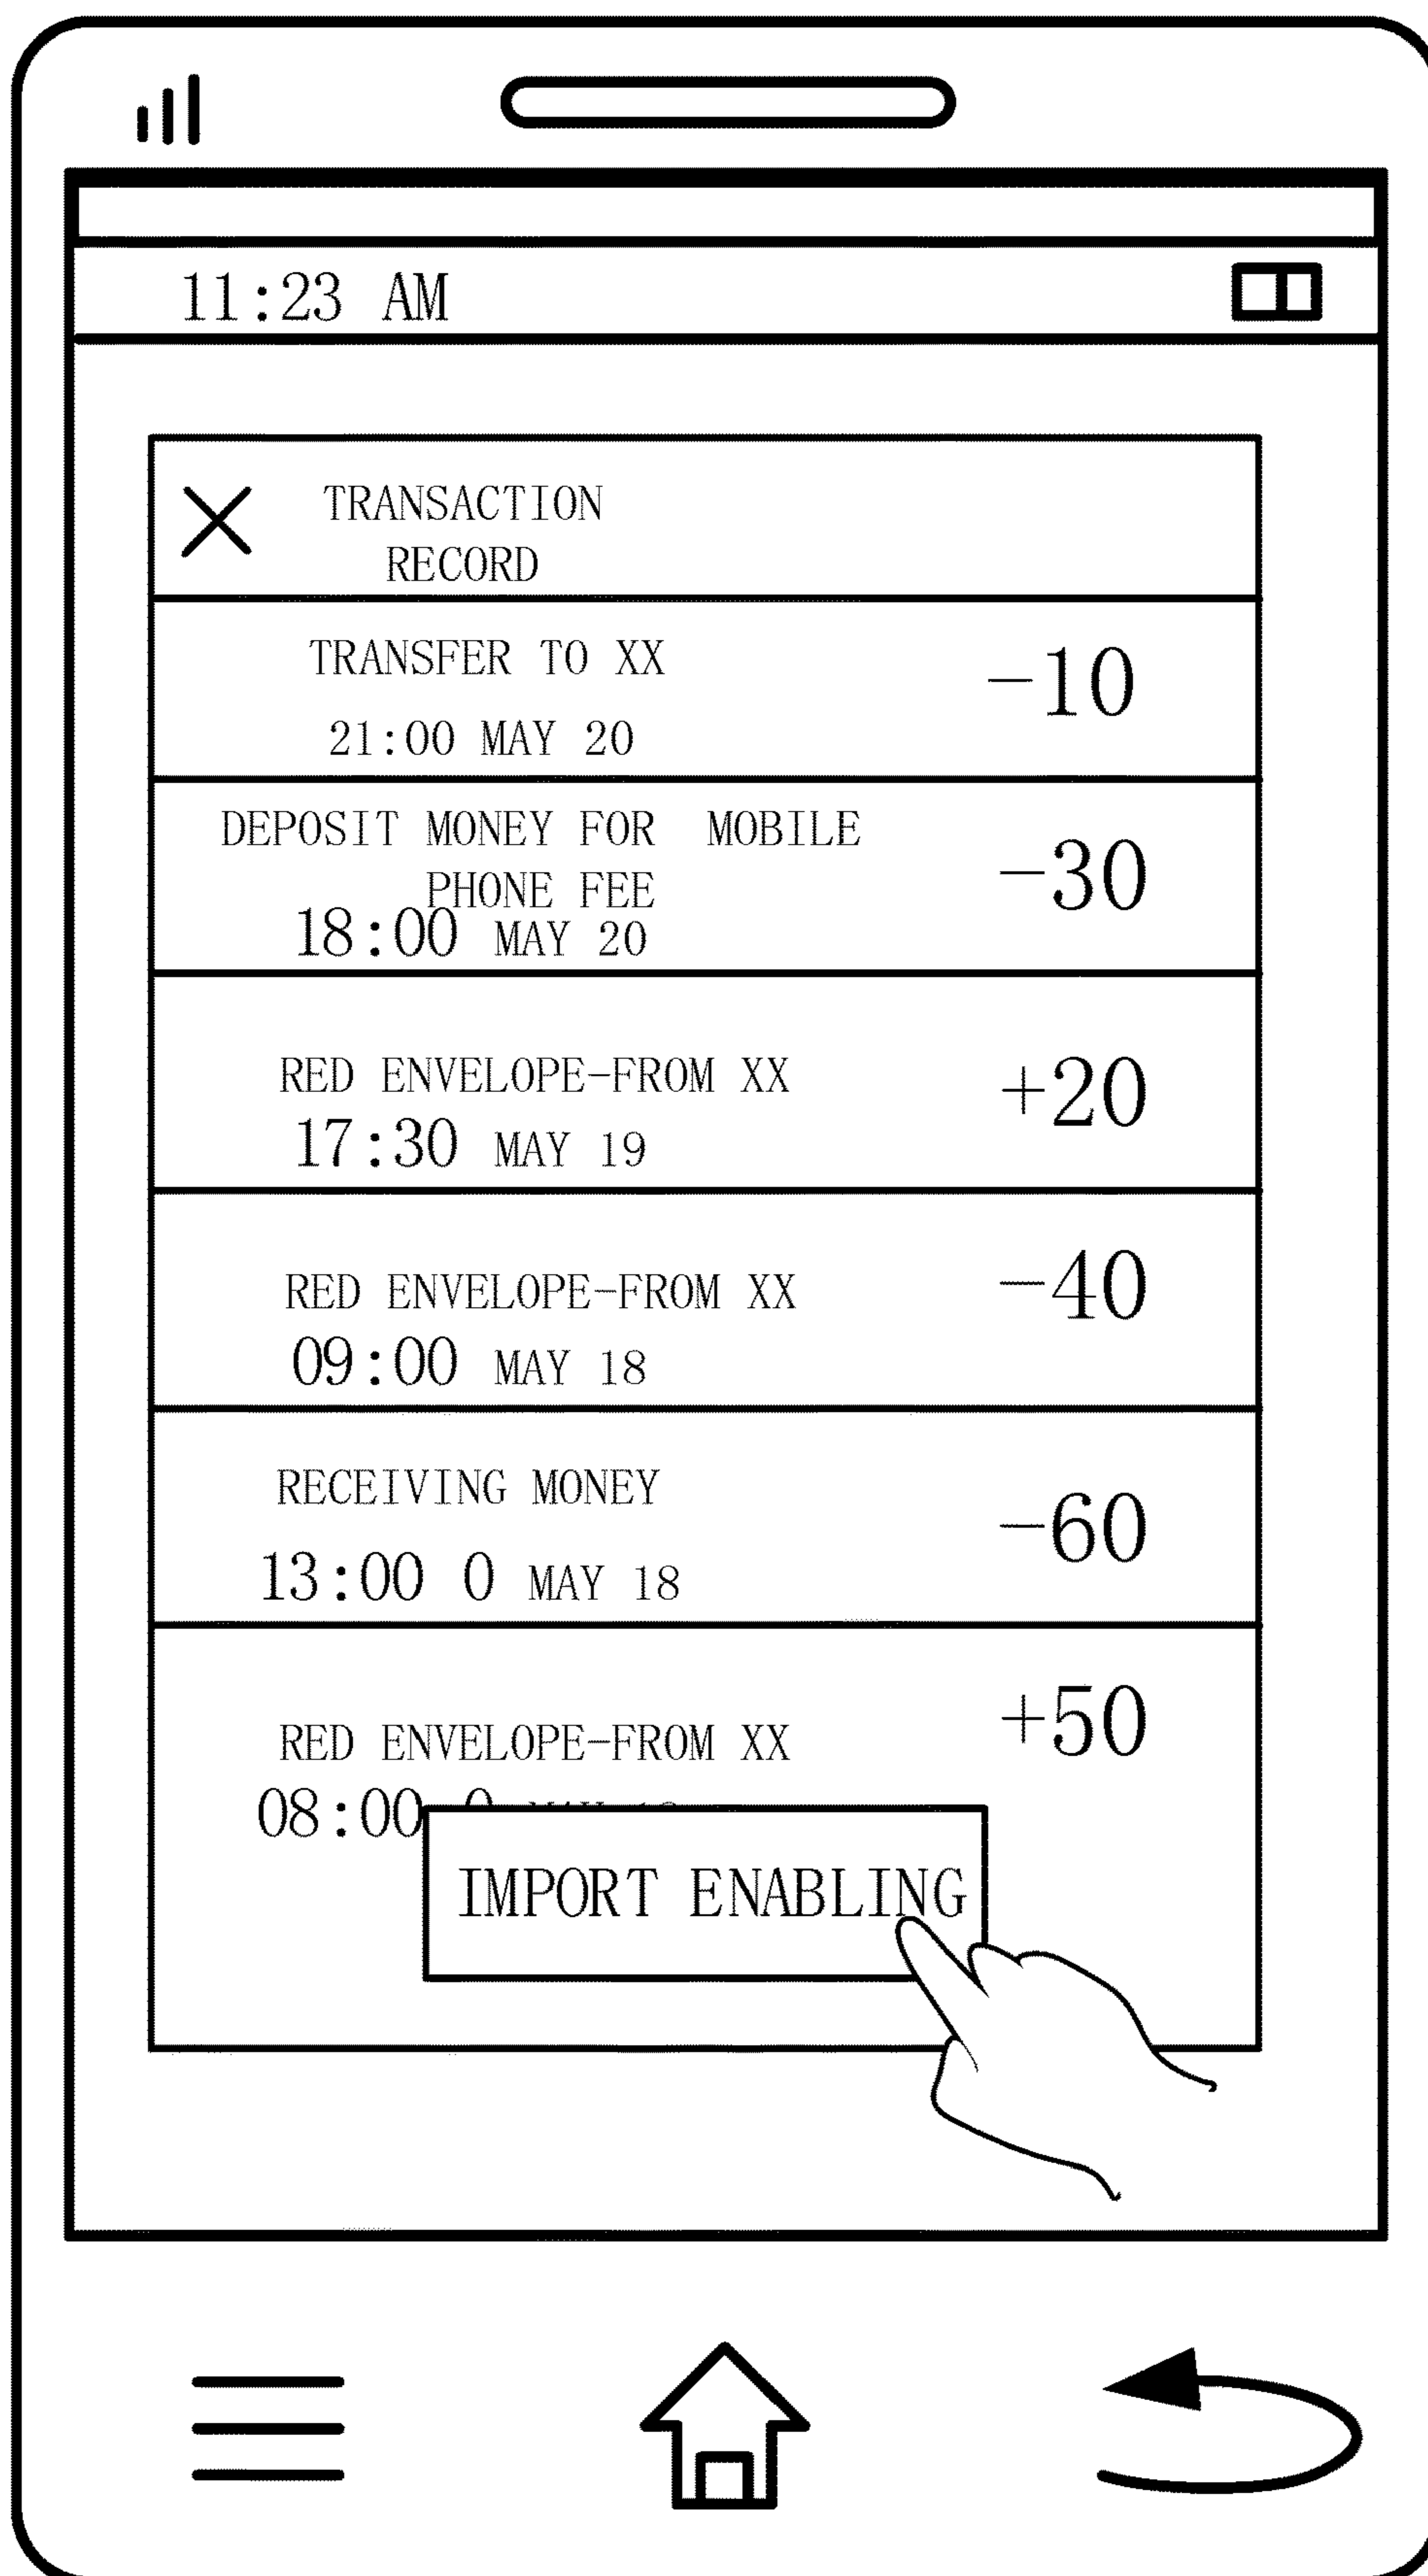 11:23 AM
TRANSACTION
RECORD
TRANSFER TO XX
-10
21:00 MAY 20
DEPOSIT MONEY FOR MOBILE
PHONE FEE
-30
18:00 MAY 20
RED ENVELOPE-FROM XX
+20
17:30 MAY 19
RED ENVELOPE-FROM XX
-40
09:00 MAY 18
RECEIVING MONEY
-60
13:00 0 MAY 18
RED ENVELOPE-FROM XX
+50
08:00
IMPORT ENABLING